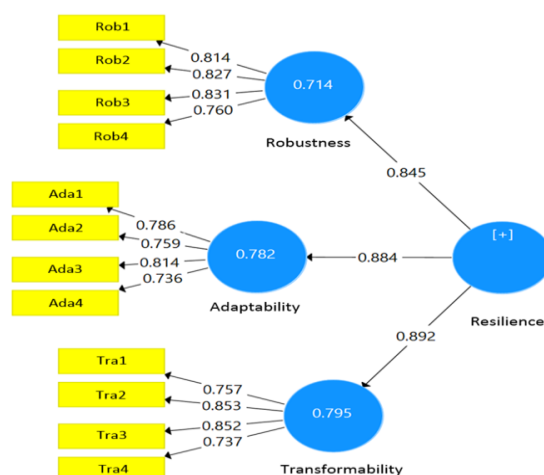 Rob1
Rob2
Rob3
Rob4
0.814
0.827
0.831
0.760
0.714
Robustness
0.845
Ada1
Ada2
Ada3
Ada4
0.786
0.759
0.814
0.736
0.782
Adaptability
0.884
[+]
Resilience
0.892
Tra1
Tra2
Tra3
Tra4
0.757
0.853
0.852
0.737
0.795
Transformability